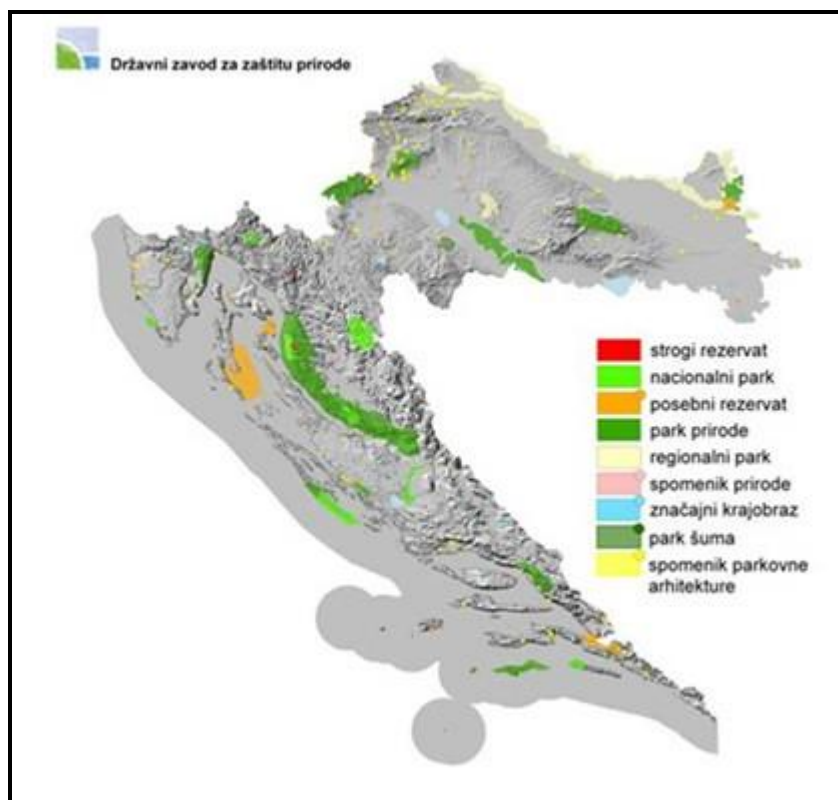 Državni zavod za zaštitu prirode
strogi rezervat
nacionalni park
posebni rezervat
park prirode
regionalni park
spomenik prirode
značajni krajobraz
park šuma
spomenik parkovne
arhitekture